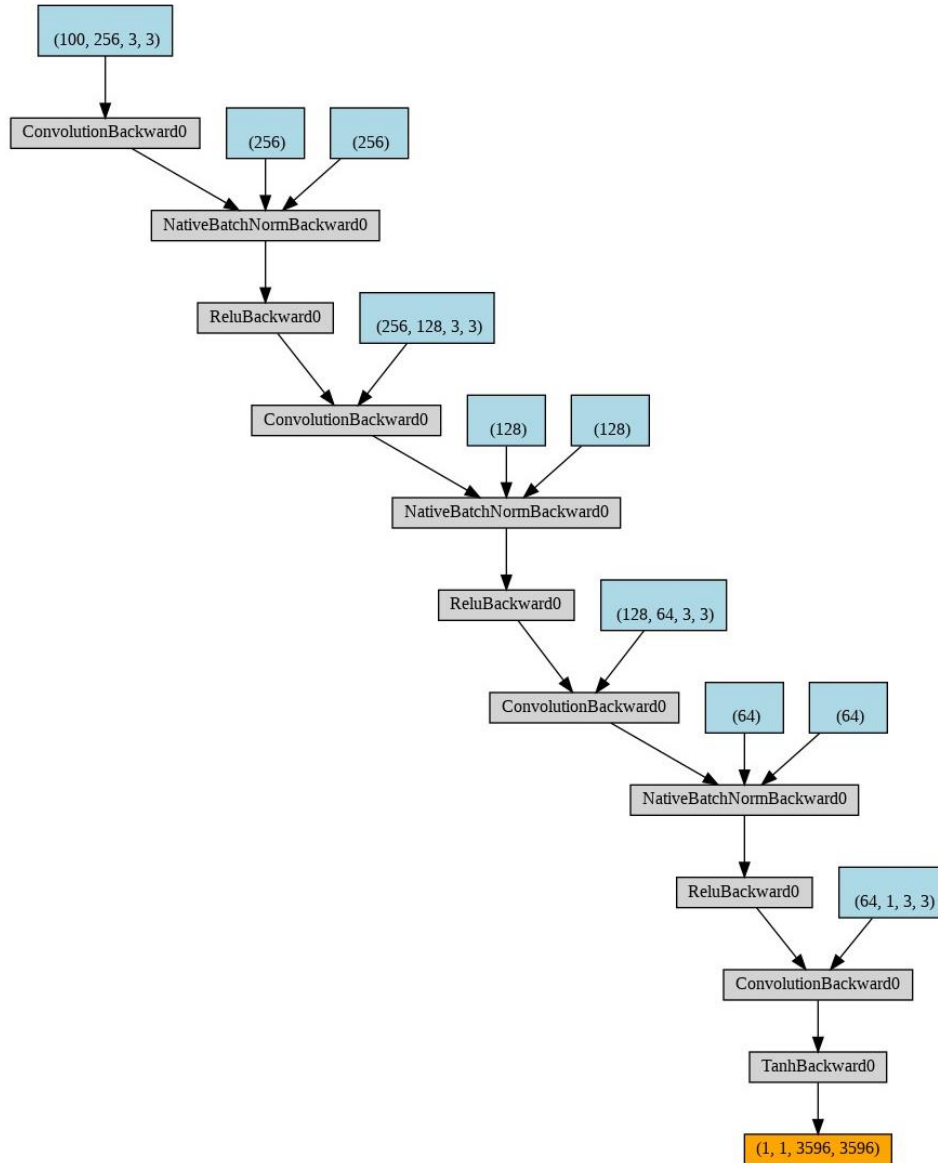 (100, 256, 3, 3)
ConvolutionBackward0
(256)
(256)
NativeBatchNormBackward0
ReluBackward0
(256, 128, 3, 3)
ConvolutionBackward0
(128)
(128)
NativeBatchNormBackward0
ReluBackward0
(128, 64, 3, 3)
ConvolutionBackward0
(64)
(64)
NativeBatchNormBackward0
ReluBackward0
(64, 1, 3, 3)
ConvolutionBackward0
TanhBackward0
(1, 1, 3596, 3596)